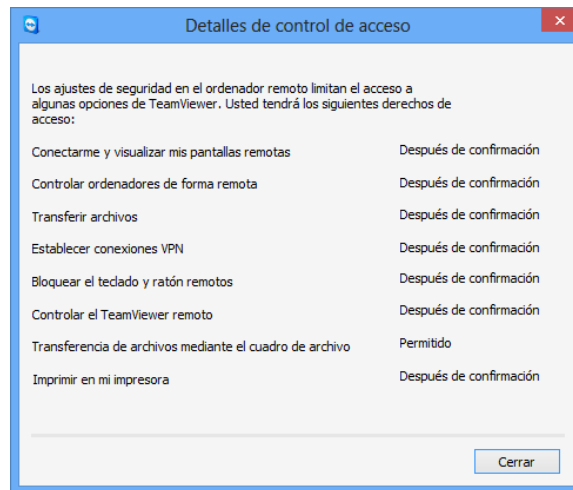 Detalles de control de acceso
Los ajustes de seguridad en el ordenador remoto limitan el acceso a
algunas opciones de TeamViewer. Usted tendrá los siguientes derechos de
acceso:
Conectarme y visualizar mis pantallas remotas Después de confirmación
Controlar ordenadores de forma remota Después de confirmación
Transferir archivos Después de confirmación
Establecer conexiones VPN Después de confirmación
Bloquear el teclado y ratón remotos Después de confirmación
Controlar el TeamViewer remoto Después de confirmación
Transferencia de archivos mediante el cuadro de archivo Permitido
Imprimir en mi impresora Después de confirmación
Cerrar